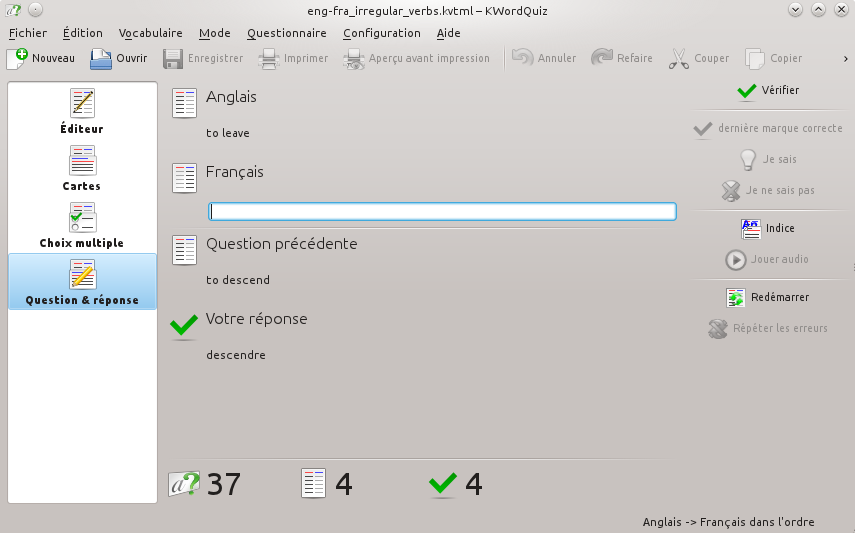 eng-fra_irregular_verbs.kvtml – KWordQuiz
Fichier Édition Vocabulaire Mode Questionnaire Configuration Aide
Nouveau Ouvrir Enregistrer Imprimer Aperçu avant impression Annuler Refaire Couper Copier
Éditeur
Cartes
Choix multiple
Question & réponse
Anglais
to leave
Français
Question précédente
to descend
Votre réponse
descendre
37 4 4
Vérifier
dernière marque correcte
Je sais
Je ne sais pas
Indice
Jouer audio
Redémarrer
Répéter les erreurs
Anglais -> Français dans l'ordre